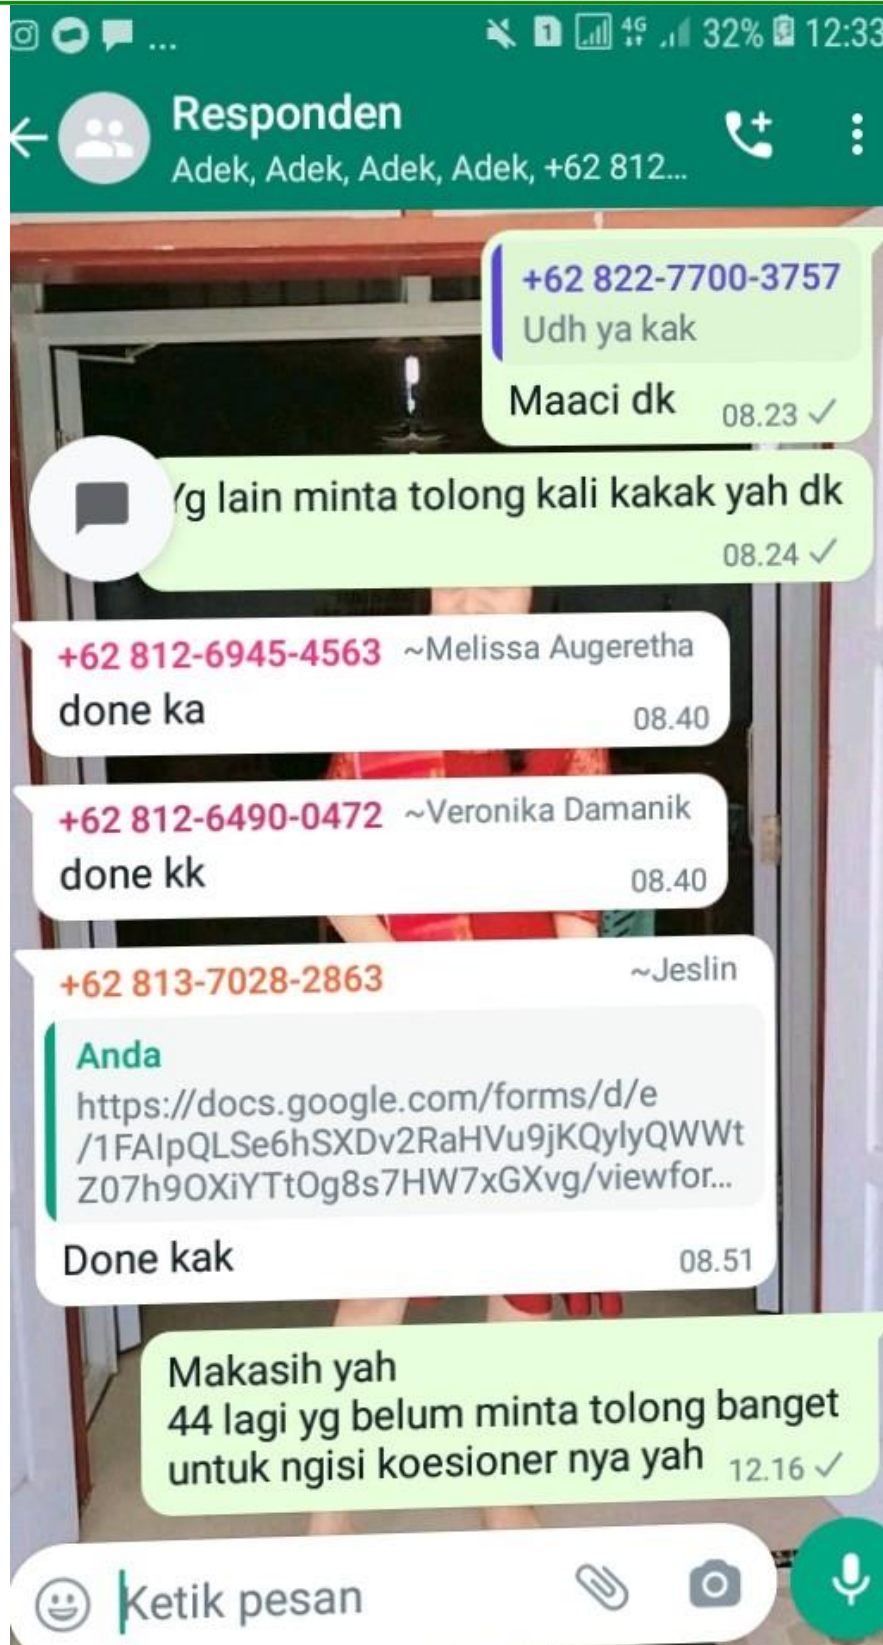 ... 1 4G 32% 12:33
Responden
Adek, Adek, Adek, Adek, +62 812...
+62 822-7700-3757
Udh ya kak
Maaci dk 08.23
Yg lain minta tolong kali kakak yah dk
08.24
+62 812-6945-4563 ~Melissa Augeretha
done ka 08.40
+62 812-6490-0472 ~Veronika Damanik
done kk 08.40
+62 813-7028-2863 ~Jeslin
Anda
https://docs.google.com/forms/d/e
/1FAIpQLSe6hSXDv2RaHVu9jKQylyQWWt
Z07h9OXiYTtOg8s7HW7xGXvg/viewfor...
Done kak 08.51
Makasih yah
44 lagi yg belum minta tolong banget
untuk ngisi koesioner nya yah 12.16
Ketik pesan